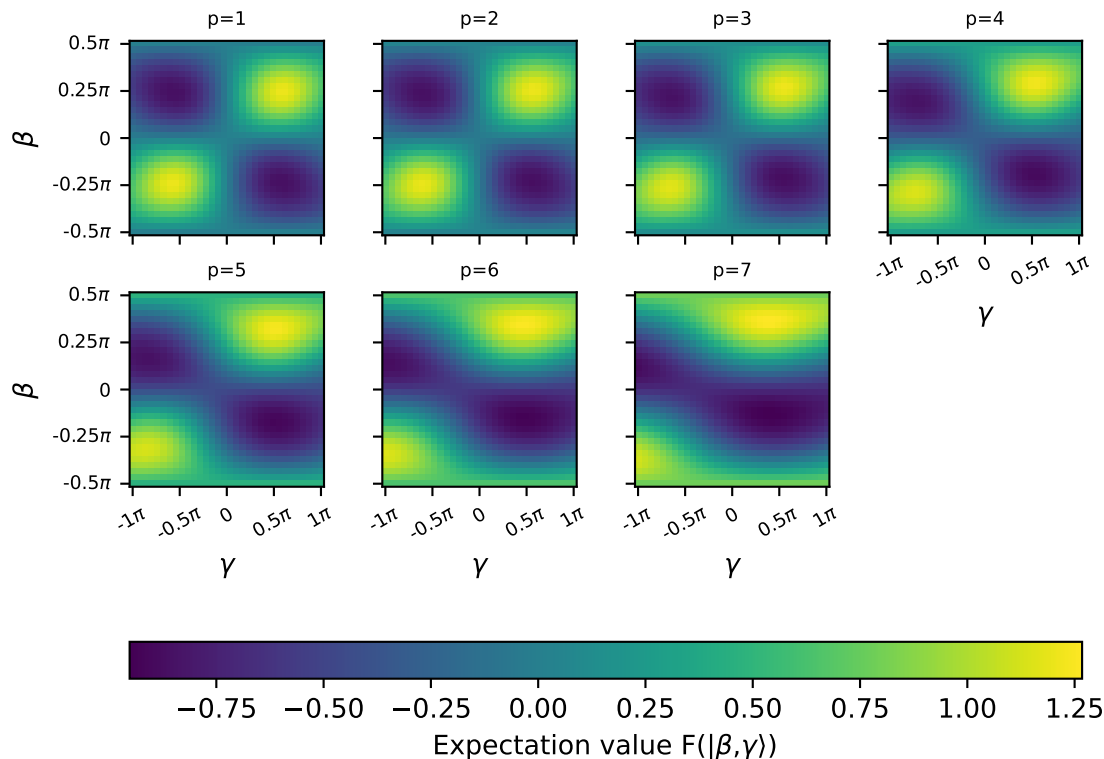 p=1 p=2 p=3 p=4
0.5π
0.25π
β
0
-0.25π
-0.5π
-1π -0.5π 0 0.5π 1π
γ
p=5 p=6 p=7
0.5π
0.25π
β
0
-0.25π
-0.5π
-1π -0.5π 0 0.5π 1π -1π -0.5π 0 0.5π 1π -1π -0.5π 0 0.5π 1π
γ γ γ
−0.75 −0.50 −0.25 0.00 0.25 0.50 0.75 1.00 1.25
Expectation value F(|β,γ⟩)